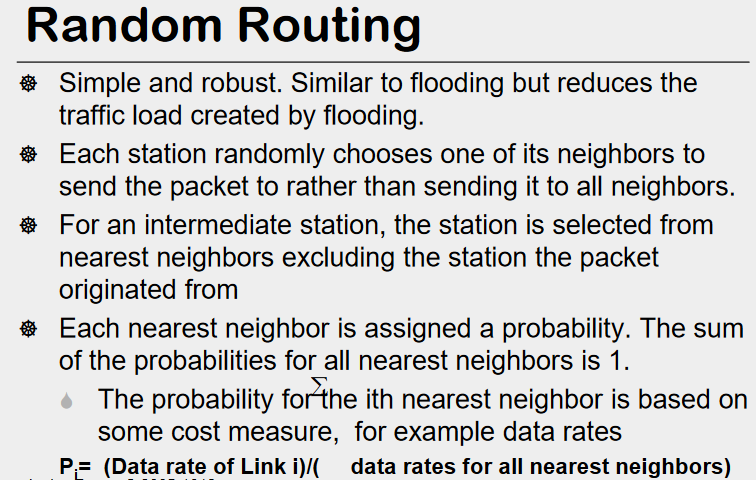 Random Routing
Simple and robust. Similar to flooding but reduces the
traffic load created by flooding.
Each station randomly chooses one of its neighbors to
send the packet to rather than sending it to all neighbors.
For an intermediate station, the station is selected from
nearest neighbors excluding the station the packet
originated from
Each nearest neighbor is assigned a probability. The sum
of the probabilities for all nearest neighbors is 1.
∑
The probability for the ith nearest neighbor is based on
some cost measure, for example data rates
Pi= (Data rate of Link i)/( data rates for all nearest neighbors)